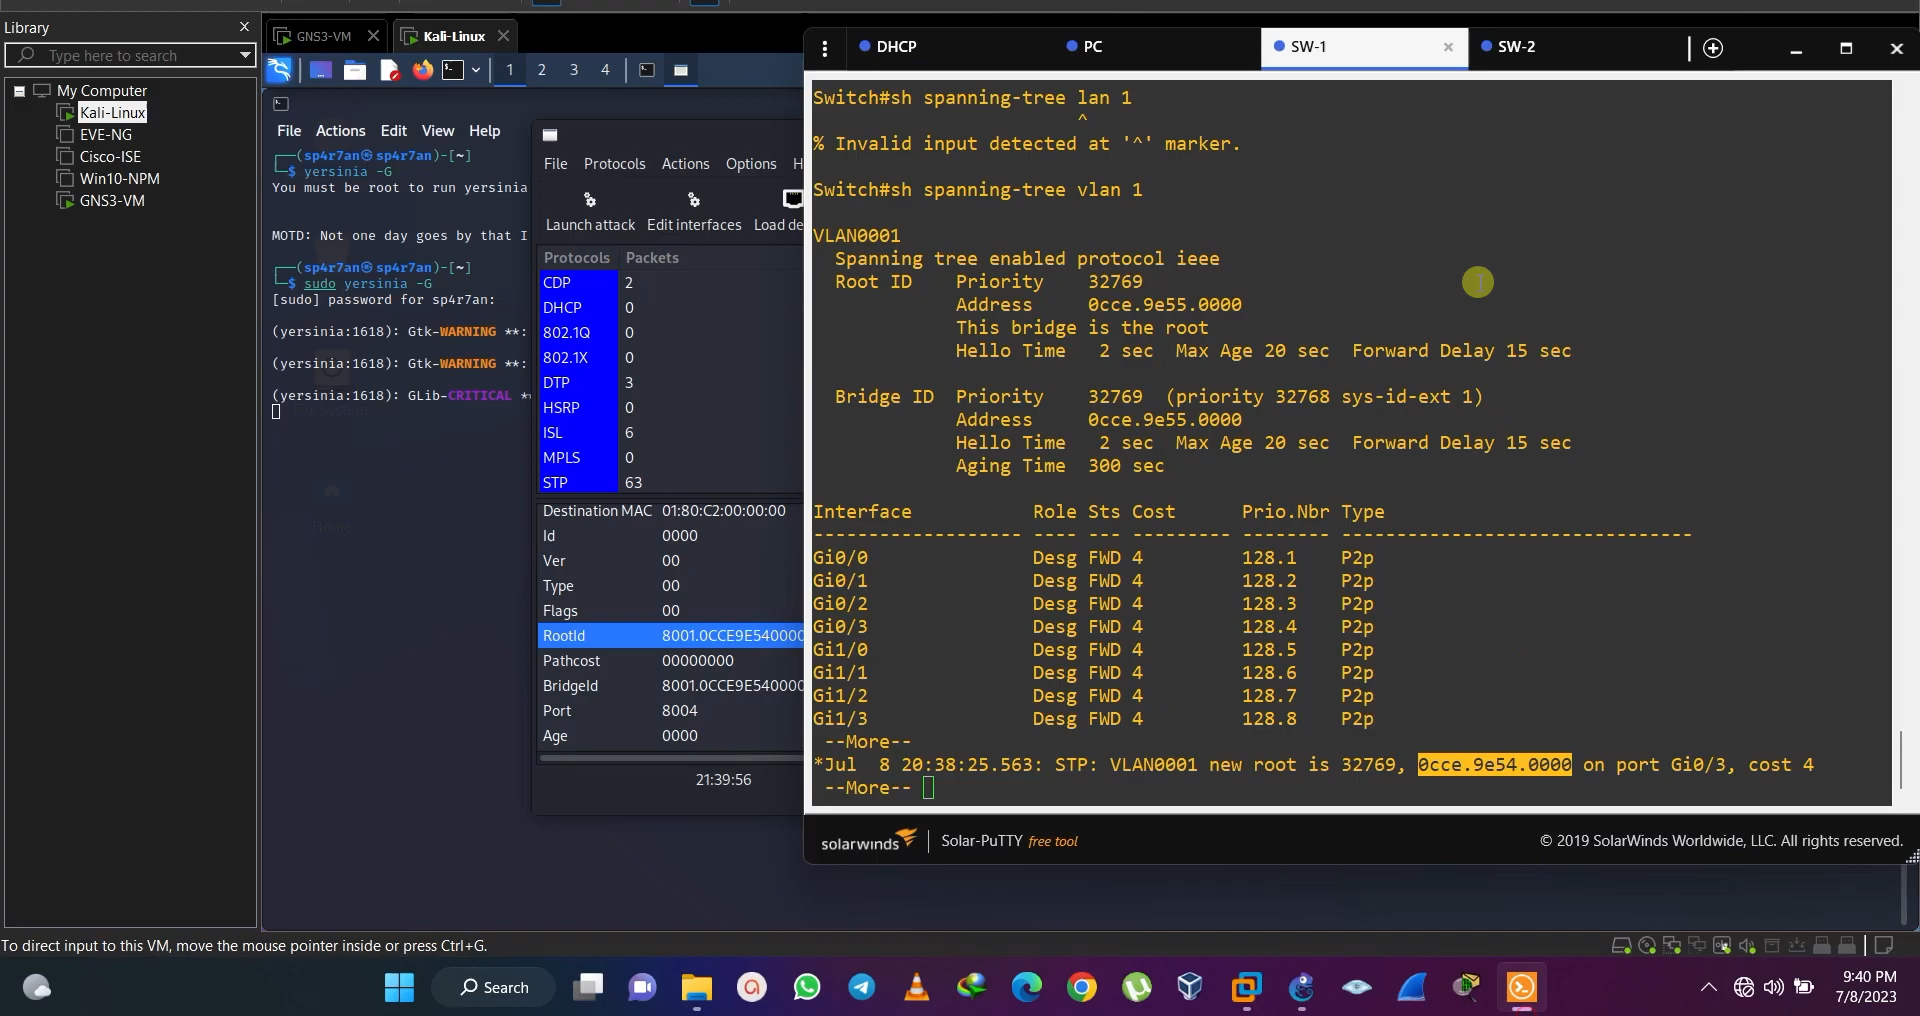 Library
Type here to search
My Computer
Kali-Linux
EVE-NG
Cisco-ISE
Win10-NPM
GNS3-VM
GNS3-VM
Kali-Linux
1 2 3 4
File Actions Edit View Help
┌──(sp4r7an㉿sp4r7an)-[~]
└─$ yersinia -G
You must be root to run yersinia
MOTD: Not one day goes by that I
┌──(sp4r7an㉿sp4r7an)-[~]
└─$ sudo yersinia -G
[sudo] password for sp4r7an:
(yersinia:1618): Gtk-WARNING **:
(yersinia:1618): Gtk-WARNING **:
(yersinia:1618): GLib-CRITICAL *
Home
File Protocols Actions Options H
Launch attack Edit interfaces Load de
Protocols Packets
CDP 2
DHCP 0
802.1Q 0
802.1X 0
DTP 3
HSRP 0
ISL 6
MPLS 0
STP 63
Destination MAC 01:80:C2:00:00:00
Id 0000
Ver 00
Type 00
Flags 00
RootId 8001.0CCE9E540000
Pathcost 00000000
BridgeId 8001.0CCE9E540000
Port 8004
Age 0000
21:39:56
DHCP
PC
SW-1
SW-2
Switch#sh spanning-tree lan 1
^
% Invalid input detected at '^' marker.
Switch#sh spanning-tree vlan 1
VLAN0001
Spanning tree enabled protocol ieee
Root ID Priority 32769
Address 0cce.9e55.0000
This bridge is the root
Hello Time 2 sec Max Age 20 sec Forward Delay 15 sec
Bridge ID Priority 32769 (priority 32768 sys-id-ext 1)
Address 0cce.9e55.0000
Hello Time 2 sec Max Age 20 sec Forward Delay 15 sec
Aging Time 300 sec
Interface Role Sts Cost Prio.Nbr Type
------------------- ---- --- --------- -------- --------------------------------
Gi0/0 Desg FWD 4 128.1 P2p
Gi0/1 Desg FWD 4 128.2 P2p
Gi0/2 Desg FWD 4 128.3 P2p
Gi0/3 Desg FWD 4 128.4 P2p
Gi1/0 Desg FWD 4 128.5 P2p
Gi1/1 Desg FWD 4 128.6 P2p
Gi1/2 Desg FWD 4 128.7 P2p
Gi1/3 Desg FWD 4 128.8 P2p
--More--
*Jul 8 20:38:25.563: STP: VLAN0001 new root is 32769, 0cce.9e54.0000 on port Gi0/3, cost 4
--More--
solarwinds Solar-PuTTY free tool
© 2019 SolarWinds Worldwide, LLC. All rights reserved.
To direct input to this VM, move the mouse pointer inside or press Ctrl+G.
Search
9:40 PM
7/8/2023